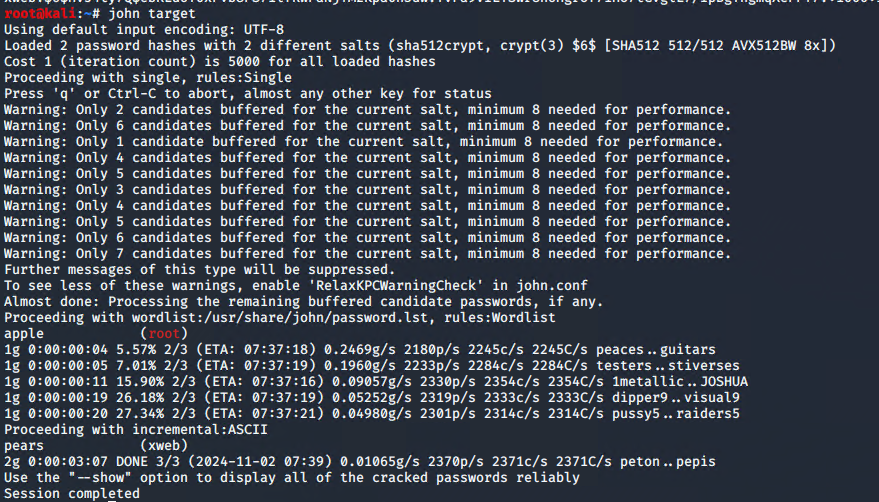 root@kali:~# john target
Using default input encoding: UTF-8
Loaded 2 password hashes with 2 different salts (sha512crypt, crypt(3) $6$ [SHA512 512/512 AVX512BW 8x])
Cost 1 (iteration count) is 5000 for all loaded hashes
Proceeding with single, rules:Single
Press 'q' or Ctrl-C to abort, almost any other key for status
Warning: Only 2 candidates buffered for the current salt, minimum 8 needed for performance.
Warning: Only 6 candidates buffered for the current salt, minimum 8 needed for performance.
Warning: Only 1 candidate buffered for the current salt, minimum 8 needed for performance.
Warning: Only 4 candidates buffered for the current salt, minimum 8 needed for performance.
Warning: Only 5 candidates buffered for the current salt, minimum 8 needed for performance.
Warning: Only 3 candidates buffered for the current salt, minimum 8 needed for performance.
Warning: Only 4 candidates buffered for the current salt, minimum 8 needed for performance.
Warning: Only 5 candidates buffered for the current salt, minimum 8 needed for performance.
Warning: Only 6 candidates buffered for the current salt, minimum 8 needed for performance.
Warning: Only 7 candidates buffered for the current salt, minimum 8 needed for performance.
Further messages of this type will be suppressed.
To see less of these warnings, enable 'RelaxKPCWarningCheck' in john.conf
Almost done: Processing the remaining buffered candidate passwords, if any.
Proceeding with wordlist:/usr/share/john/password.lst, rules:Wordlist
apple            (root)
1g 0:00:00:04 5.57% 2/3 (ETA: 07:37:18) 0.2469g/s 2180p/s 2245c/s 2245C/s peaces..guitars
1g 0:00:00:05 7.01% 2/3 (ETA: 07:37:19) 0.1960g/s 2233p/s 2284c/s 2284C/s testers..stiverses
1g 0:00:00:11 15.90% 2/3 (ETA: 07:37:16) 0.09057g/s 2330p/s 2354c/s 2354C/s 1metallic..JOSHUA
1g 0:00:00:19 26.18% 2/3 (ETA: 07:37:19) 0.05252g/s 2319p/s 2333c/s 2333C/s dipper9..visual9
1g 0:00:00:20 27.34% 2/3 (ETA: 07:37:21) 0.04980g/s 2301p/s 2314c/s 2314C/s pussy5..raiders5
Proceeding with incremental:ASCII
pears            (xweb)
2g 0:00:03:07 DONE 3/3 (2024-11-02 07:39) 0.01065g/s 2370p/s 2371c/s 2371C/s peton..pepis
Use the "--show" option to display all of the cracked passwords reliably
Session completed